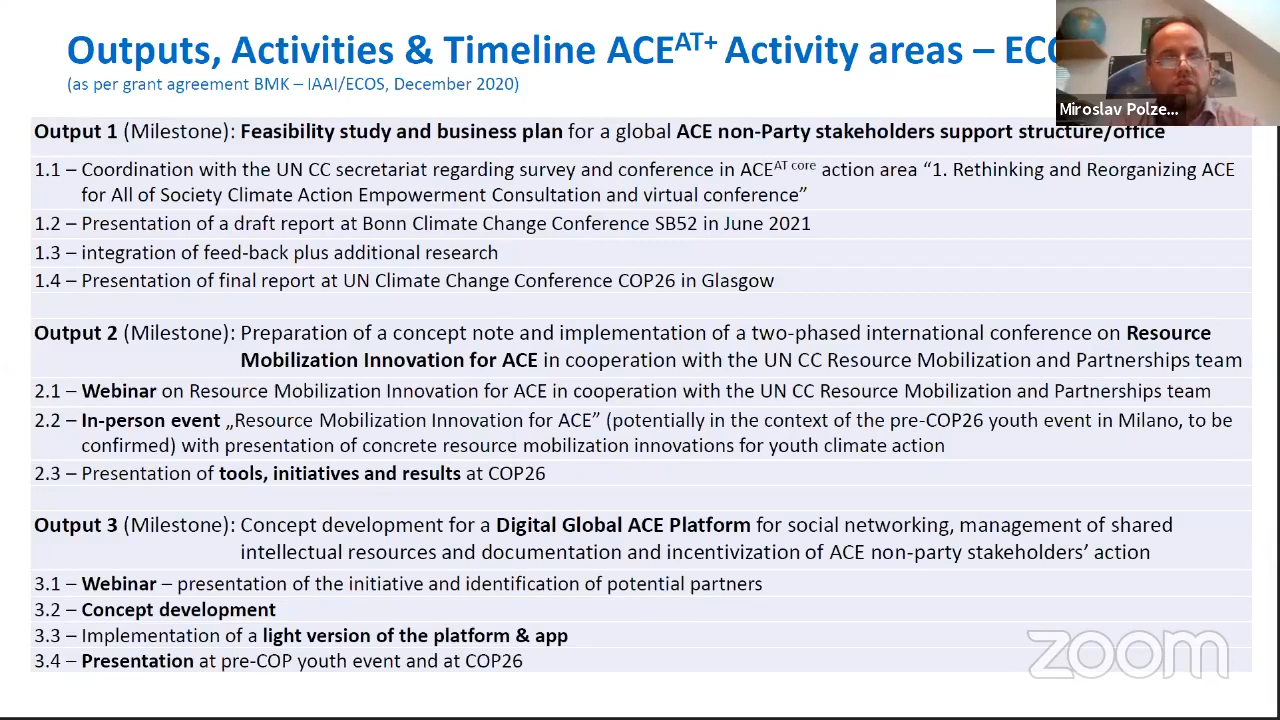 Outputs, Activities & Timeline ACEAT+ Activity areas – ECO
(as per grant agreement BMK – IAAI/ECOS, December 2020)
Miroslav Polze...
Output 1 (Milestone): Feasibility study and business plan for a global ACE non-Party stakeholders support structure/office
1.1 – Coordination with the UN CC secretariat regarding survey and conference in ACEAT core action area “1. Rethinking and Reorganizing ACE
for All of Society Climate Action Empowerment Consultation and virtual conference”
1.2 – Presentation of a draft report at Bonn Climate Change Conference SB52 in June 2021
1.3 – integration of feed-back plus additional research
1.4 – Presentation of final report at UN Climate Change Conference COP26 in Glasgow
Output 2 (Milestone): Preparation of a concept note and implementation of a two-phased international conference on Resource
Mobilization Innovation for ACE in cooperation with the UN CC Resource Mobilization and Partnerships team
2.1 – Webinar on Resource Mobilization Innovation for ACE in cooperation with the UN CC Resource Mobilization and Partnerships team
2.2 – In-person event „Resource Mobilization Innovation for ACE” (potentially in the context of the pre-COP26 youth event in Milano, to be
confirmed) with presentation of concrete resource mobilization innovations for youth climate action
2.3 – Presentation of tools, initiatives and results at COP26
Output 3 (Milestone): Concept development for a Digital Global ACE Platform for social networking, management of shared
intellectual resources and documentation and incentivization of ACE non-party stakeholders’ action
3.1 – Webinar – presentation of the initiative and identification of potential partners
3.2 – Concept development
3.3 – Implementation of a light version of the platform & app
3.4 – Presentation at pre-COP youth event and at COP26
zoom